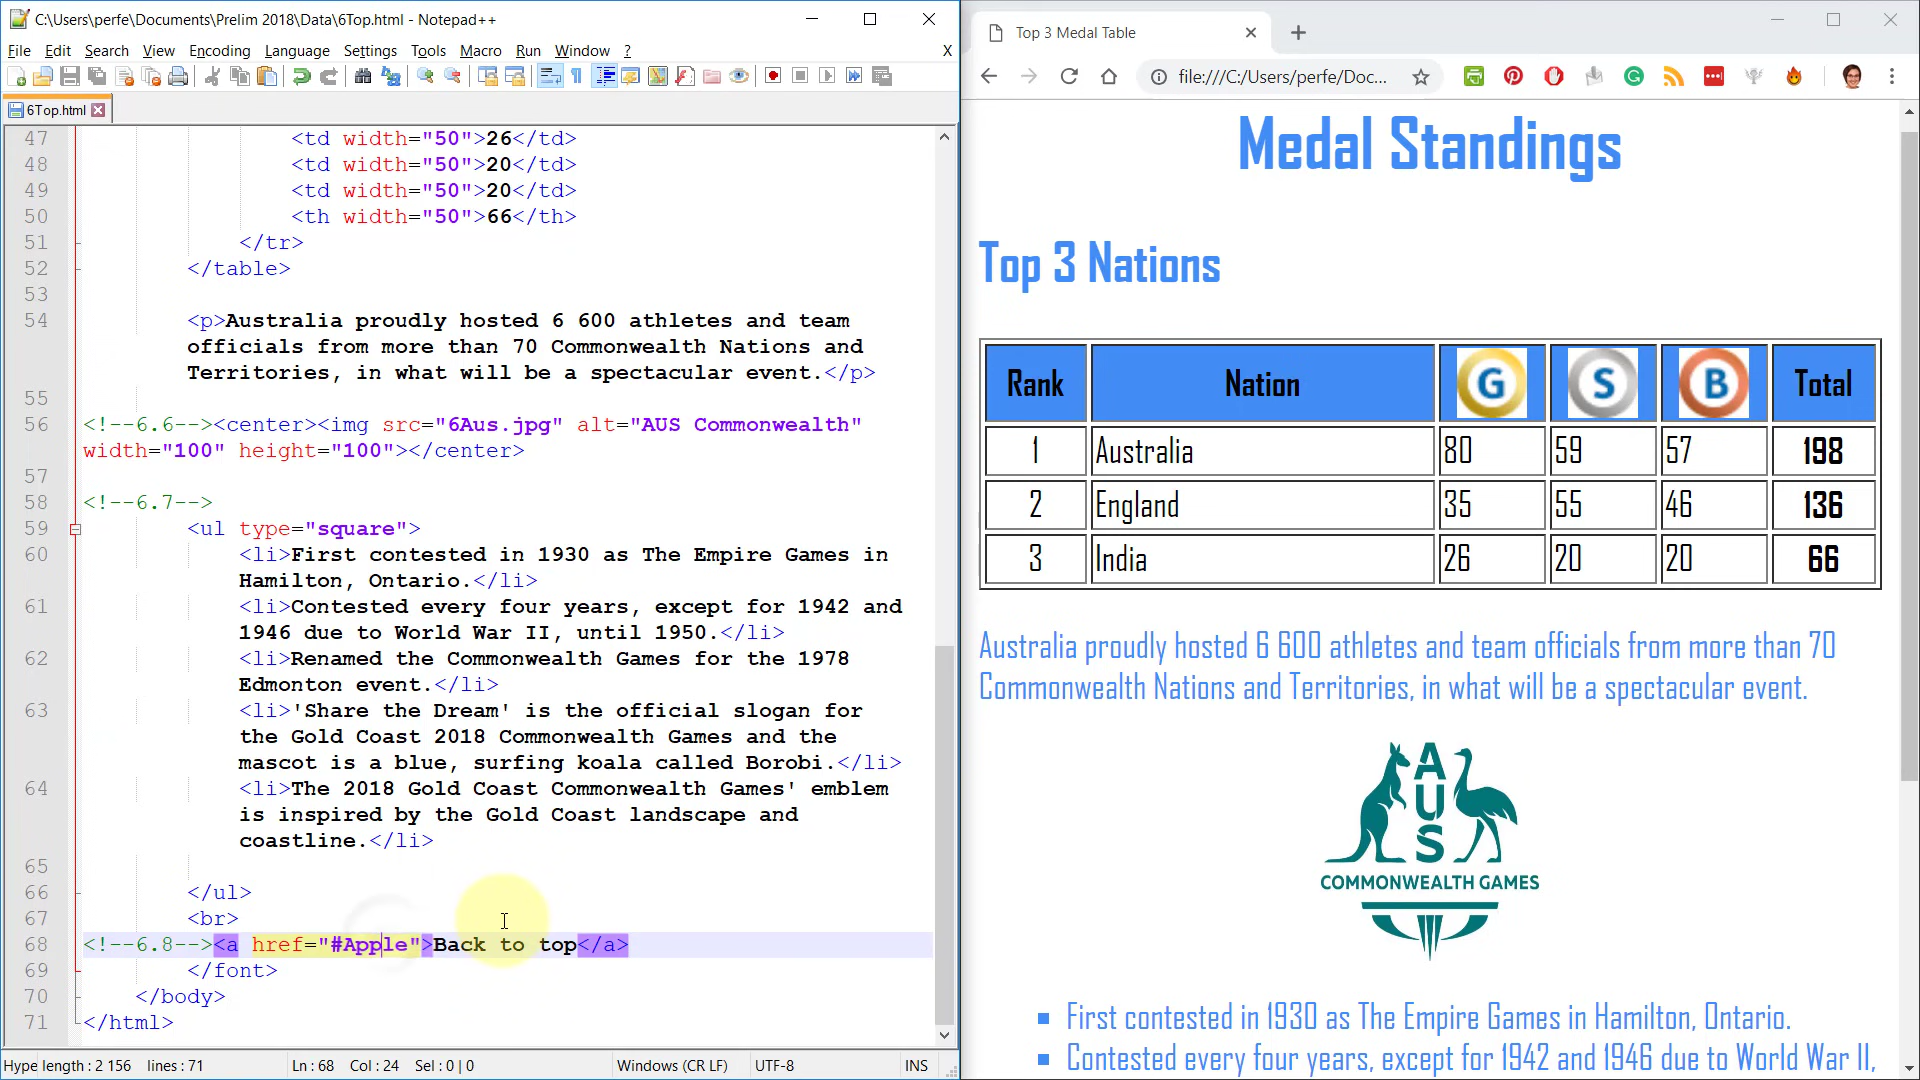 C:\Users\perfe\Documents\Prelim 2018\Data\6Top.html - Notepad++
File Edit Search View Encoding Language Settings Tools Macro Run Window ? X
6Top.html
47 <td width="50">26</td>
48 <td width="50">20</td>
49 <td width="50">20</td>
50 <th width="50">66</th>
51 </tr>
52 </table>
53
54 <p>Australia proudly hosted 6 600 athletes and team
officials from more than 70 Commonwealth Nations and
Territories, in what will be a spectacular event.</p>
55
56 <!--6.6--><center><img src="6Aus.jpg" alt="AUS Commonwealth"
width="100" height="100"></center>
57
58 <!--6.7-->
59 <ul type="square">
60 <li>First contested in 1930 as The Empire Games in
Hamilton, Ontario.</li>
61 <li>Contested every four years, except for 1942 and
1946 due to World War II, until 1950.</li>
62 <li>Renamed the Commonwealth Games for the 1978
Edmonton event.</li>
63 <li>'Share the Dream' is the official slogan for
the Gold Coast 2018 Commonwealth Games and the
mascot is a blue, surfing koala called Borobi.</li>
64 <li>The 2018 Gold Coast Commonwealth Games' emblem
is inspired by the Gold Coast landscape and
coastline.</li>
65
66 </ul>
67 <br>
68 <!--6.8--><a href="#Apple">Back to top</a>
69 </font>
70 </body>
71 </html>
Hype length : 2 156 lines : 71 Ln : 68 Col : 24 Sel : 0 | 0 Windows (CR LF) UTF-8 INS
Top 3 Medal Table
file:///C:/Users/perfe/Doc...
Medal Standings
Top 3 Nations
Rank Nation G S B Total
1 Australia 80 59 57 198
2 England 35 55 46 136
3 India 26 20 20 66
Australia proudly hosted 6 600 athletes and team officials from more than 70
Commonwealth Nations and Territories, in what will be a spectacular event.
A
U
S
COMMONWEALTH GAMES
First contested in 1930 as The Empire Games in Hamilton, Ontario.
Contested every four years, except for 1942 and 1946 due to World War II,